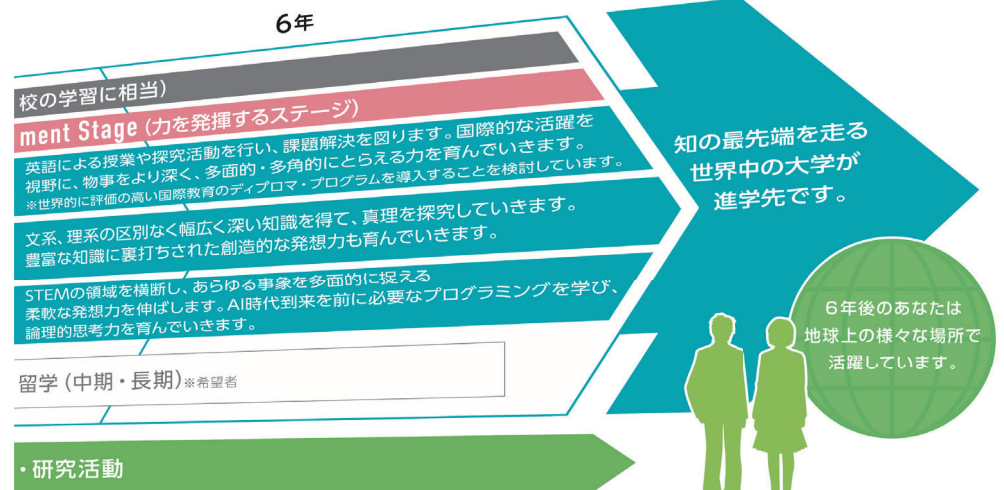 6年
校の学習に相当）
ment Stage（力を発揮するステージ）
英語による授業や探究活動を行い、課題解決を図ります。国際的な活躍を
視野に、物事をより深く、多面的・多角的にとらえる力を育んでいきます。
※世界的に評価の高い国際教育のディプロマ・プログラムを導入することを検討しています。
文系、理系の区別なく幅広く深い知識を得て、真理を探究していきます。
豊富な知識に裏打ちされた創造的な発想力も育んでいきます。
STEMの領域を横断し、あらゆる事象を多面的に捉える
柔軟な発想力を伸ばします。AI時代到来を前に必要なプログラミングを学び、
論理的思考力を育んでいきます。
留学（中期・長期）※希望者
・研究活動
知の最先端を走る
世界中の大学が
進学先です。
6年後のあなたは
地球上の様々な場所で
活躍しています。